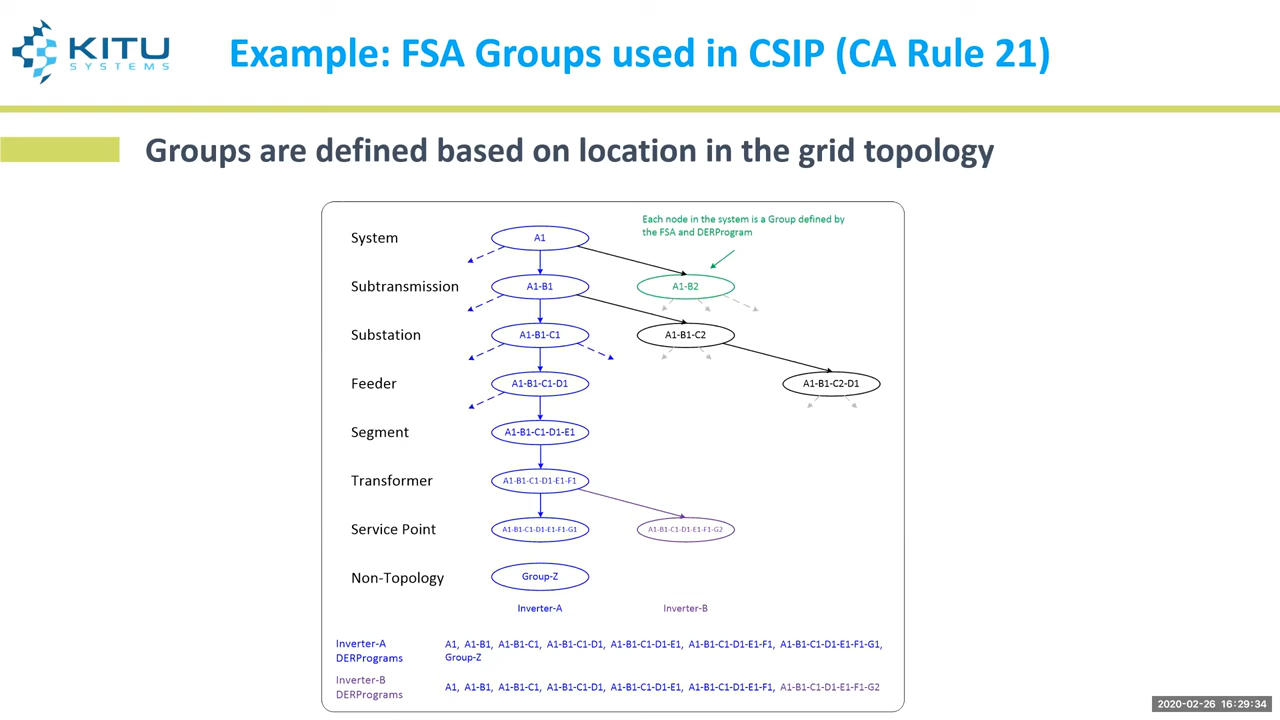 KITU
SYSTEMS
Example: FSA Groups used in CSIP (CA Rule 21)
Groups are defined based on location in the grid topology
Each node in the system is a Group defined by
the FSA and DERProgram
System
A1
Subtransmission
A1-B1
A1-B2
Substation
A1-B1-C1
A1-B1-C2
Feeder
A1-B1-C1-D1
A1-B1-C2-D1
Segment
A1-B1-C1-D1-E1
Transformer
A1-B1-C1-D1-E1-F1
Service Point
A1-B1-C1-D1-E1-F1-G1
A1-B1-C1-D1-E1-F1-G2
Non-Topology
Group-Z
Inverter-A
Inverter-B
Inverter-A
DERPrograms
A1, A1-B1, A1-B1-C1, A1-B1-C1-D1, A1-B1-C1-D1-E1, A1-B1-C1-D1-E1-F1, A1-B1-C1-D1-E1-F1-G1,
Group-Z
Inverter-B
DERPrograms
A1, A1-B1, A1-B1-C1, A1-B1-C1-D1, A1-B1-C1-D1-E1, A1-B1-C1-D1-E1-F1, A1-B1-C1-D1-E1-F1-G2
2020-02-26 16:29:34